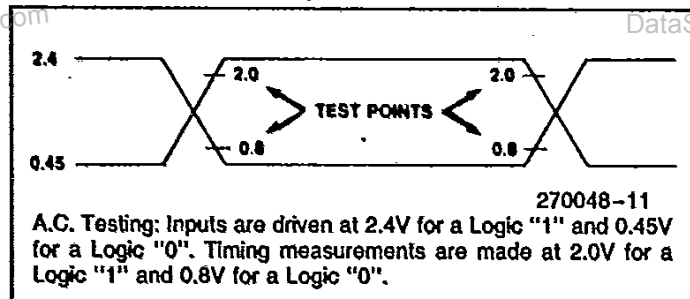 .com
DataS
2.4
2.0
2.0
TEST POINTS
0.8
0.8
0.45
270048-11
A.C. Testing: Inputs are driven at 2.4V for a Logic "1" and 0.45V
for a Logic "0". Timing measurements are made at 2.0V for a
Logic "1" and 0.8V for a Logic "0".